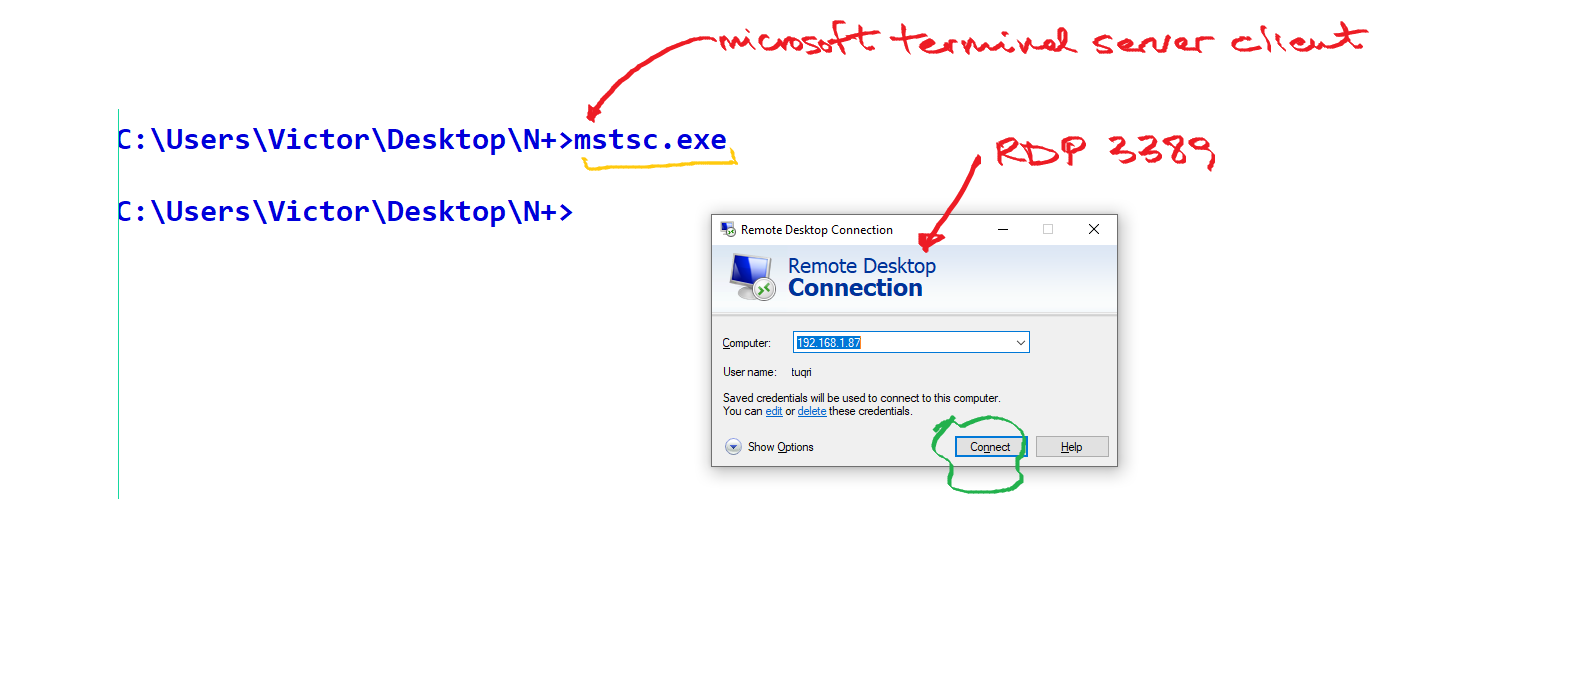 microsoft terminal server client
C:\Users\Victor\Desktop\N+>mstsc.exe
RDP 3389
C:\Users\Victor\Desktop\N+>
Remote Desktop Connection
Remote Desktop
Connection
Computer: 192.168.1.87
User name: tuqri
Saved credentials will be used to connect to this computer.
You can edit or delete these credentials.
Show Options Connect Help